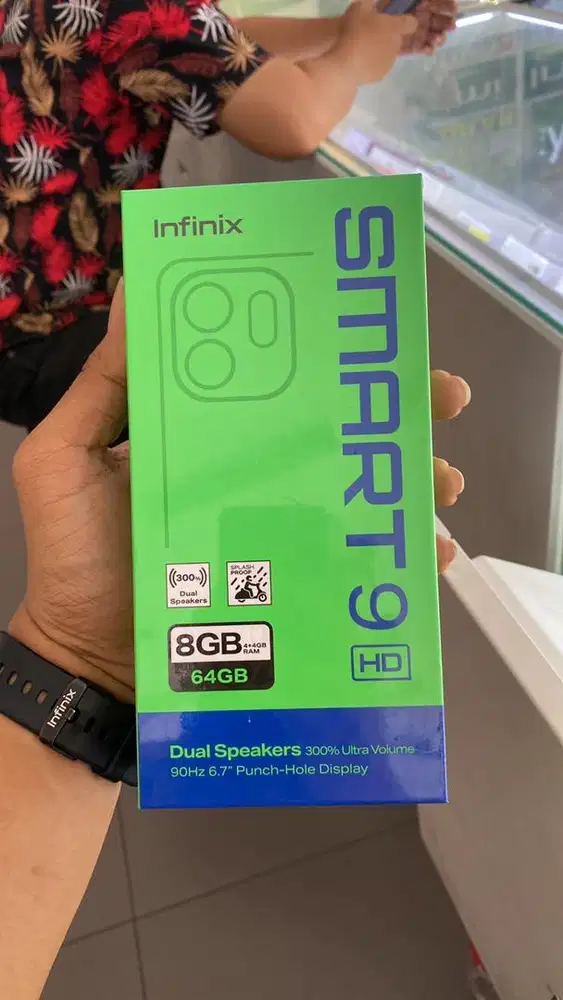 Infinix
SMART 9
HD
300%
Dual
Speakers
SPLASH
PROOF
8GB 4+4GB
RAM
64GB
Dual Speakers 300% Ultra Volume
90Hz 6.7" Punch-Hole Display
Infinix